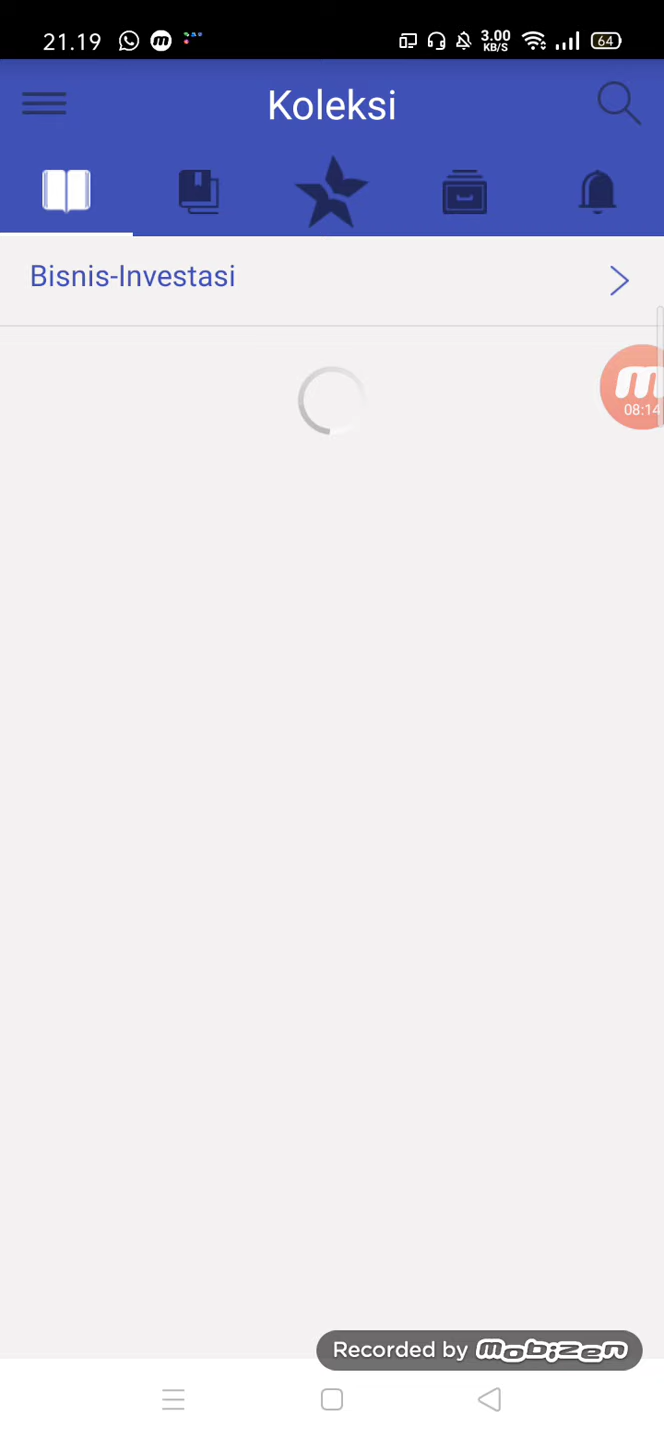 21.19
3.00
KB/S
64
Koleksi
Bisnis-Investasi
m
08:14
Recorded by mobizen